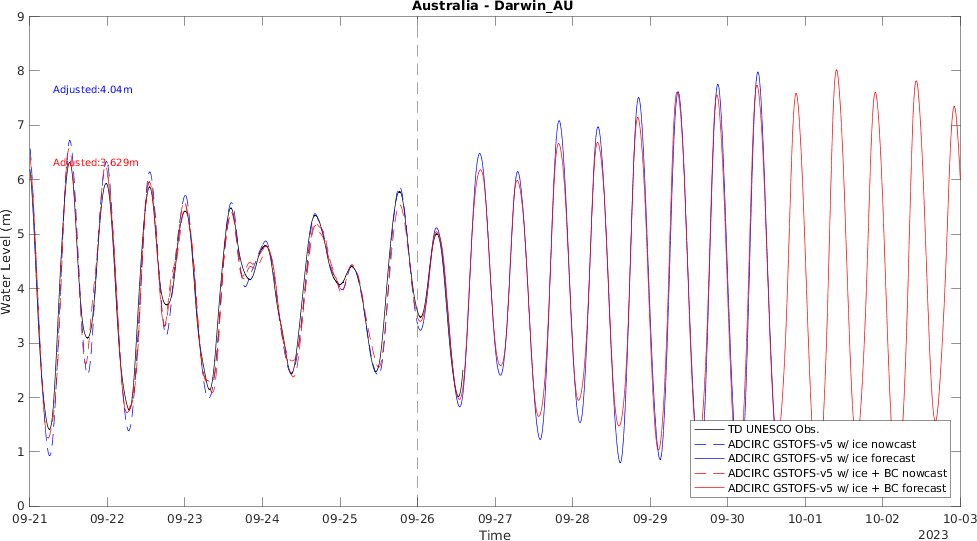 Australia - Darwin_AU
9
8
7
6
5
4
3
2
1
0
Water Level (m)
Adjusted:4.04m
Adjusted:3.629m
TD UNESCO Obs.
ADCIRC GSTOFS-v5 w/ ice nowcast
ADCIRC GSTOFS-v5 w/ ice forecast
ADCIRC GSTOFS-v5 w/ ice + BC nowcast
ADCIRC GSTOFS-v5 w/ ice + BC forecast
09-21 09-22 09-23 09-24 09-25 09-26 09-27 09-28 09-29 09-30 10-01 10-02 10-03
Time
2023